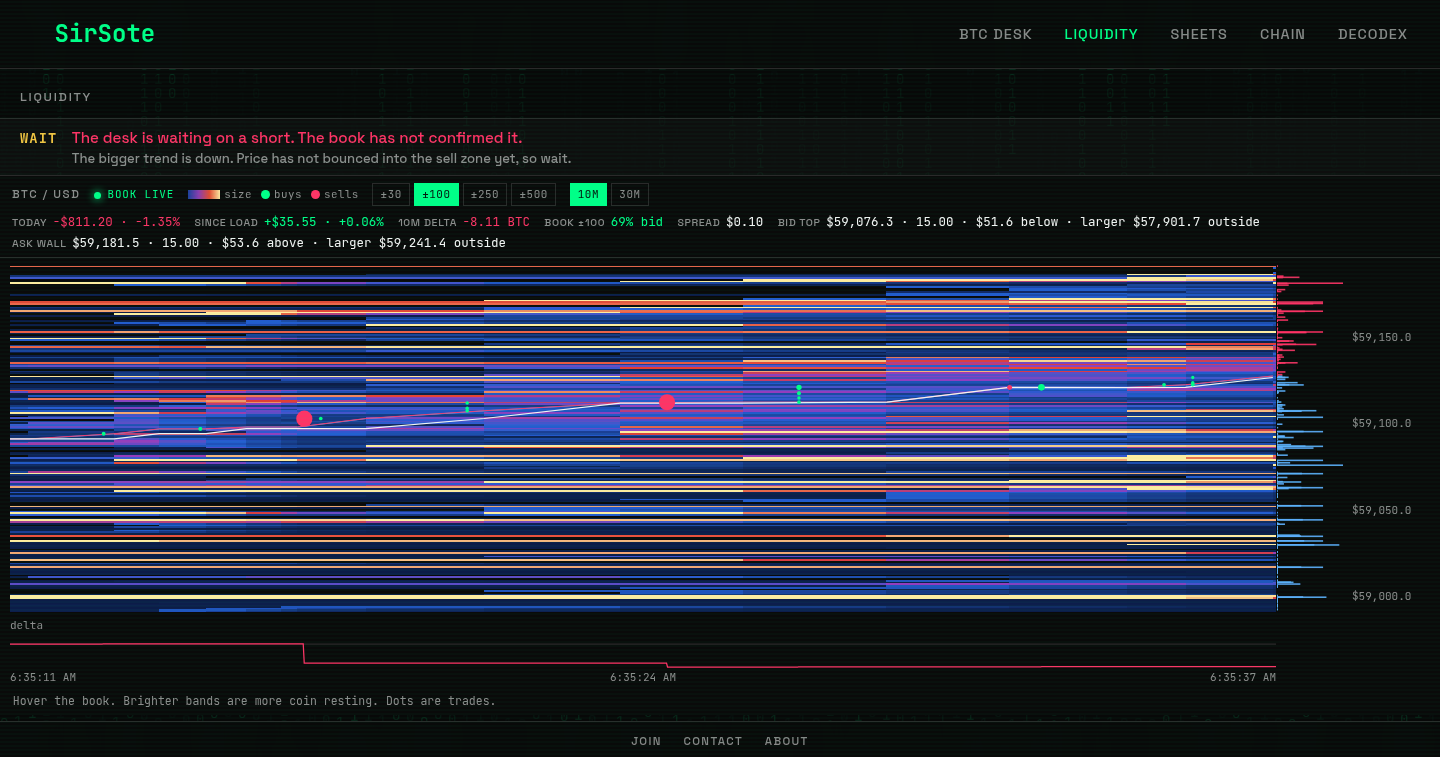 SirSote
BTC DESK LIQUIDITY SHEETS CHAIN DECODEX
LIQUIDITY
WAIT The desk is waiting on a short. The book has not confirmed it.
The bigger trend is down. Price has not bounced into the sell zone yet, so wait.
BTC / USD BOOK LIVE size buys sells ±30 ±100 ±250 ±500 10M 30M
TODAY -$811.20 · -1.35% SINCE LOAD +$35.55 · +0.06% 10M DELTA -8.11 BTC BOOK ±100 69% bid SPREAD $0.10 BID TOP $59,076.3 · 15.00 · $51.6 below · larger $57,901.7 outside
ASK WALL $59,181.5 · 15.00 · $53.6 above · larger $59,241.4 outside
$59,150.0
$59,100.0
$59,050.0
$59,000.0
delta
6:35:11 AM 6:35:24 AM 6:35:37 AM
Hover the book. Brighter bands are more coin resting. Dots are trades.
JOIN CONTACT ABOUT